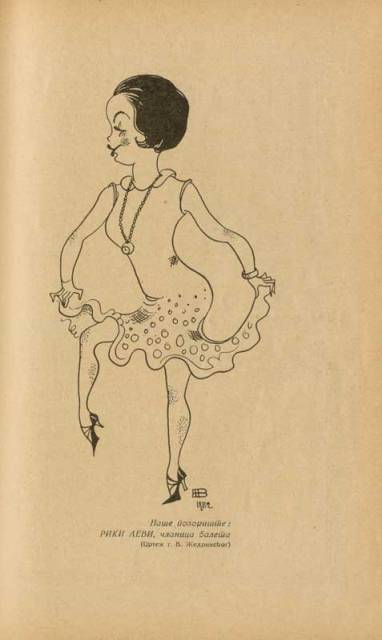 Наше позориште:
РИКИ ЛЕВИ, чланица балета
(Цртеж г. В. Жедринског)